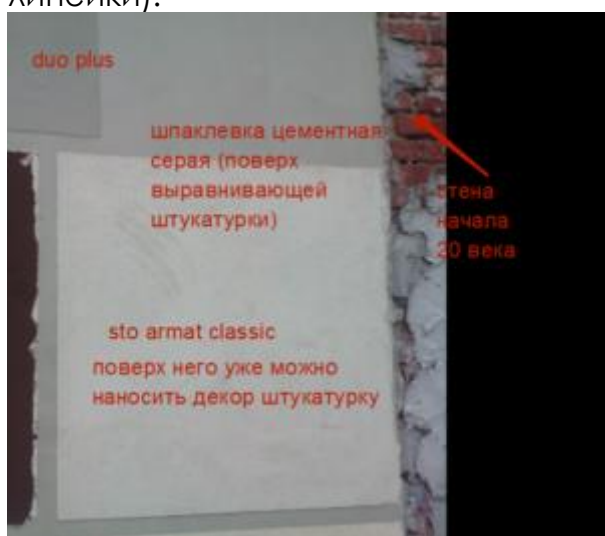 линейки).
duo plus
шпаклевка цементная
серая (поверх
выравнивающей
штукатурки)
стена
начала
20 века
sto armat classic
поверх него уже можно
наносить декор штукатурку